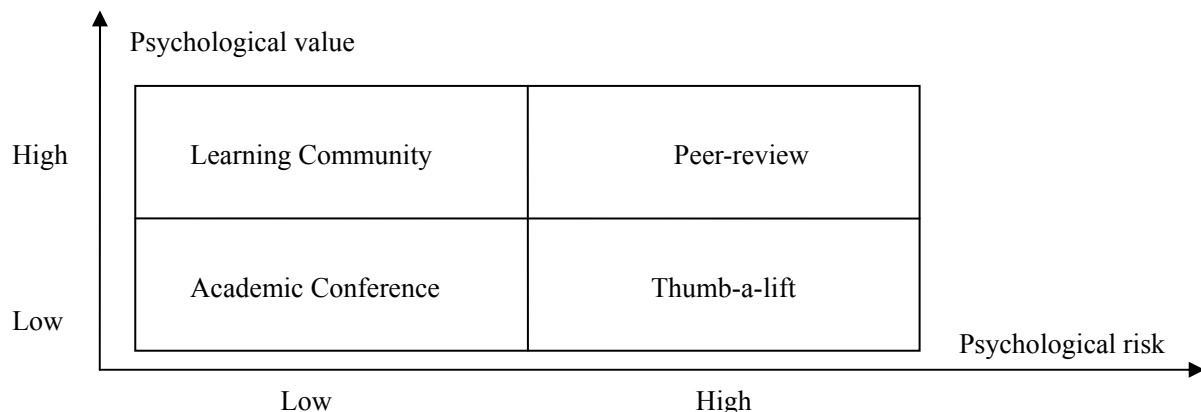 Psychological value
High
Learning Community
Peer-review
Academic Conference
Thumb-a-lift
Low
Psychological risk
Low
High